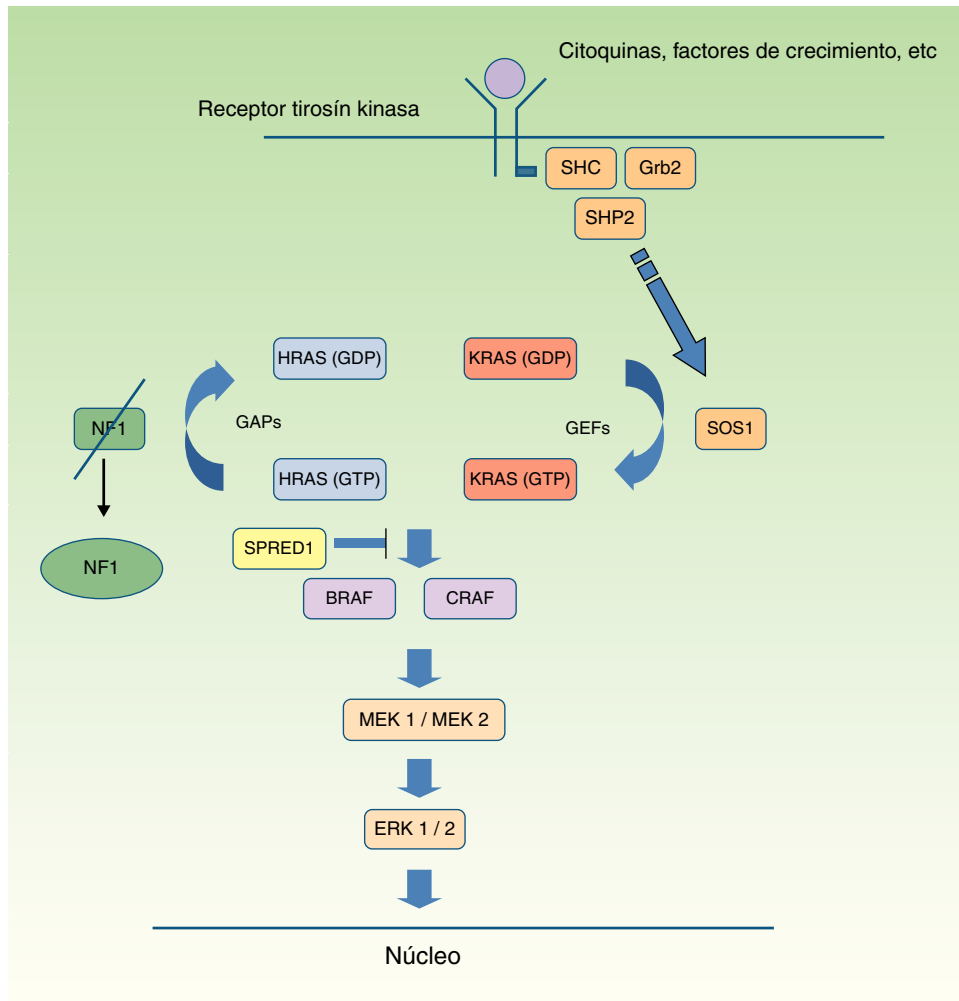 Citoquinas, factores de crecimiento, etc
Receptor tirosín kinasa
SHC
Grb2
SHP2
HRAS (GDP)
KRAS (GDP)
NF1
GAPs
GEFs
SOS1
HRAS (GTP)
KRAS (GTP)
SPRED1
NF1
BRAF
CRAF
MEK 1 / MEK 2
ERK 1 / 2
Núcleo